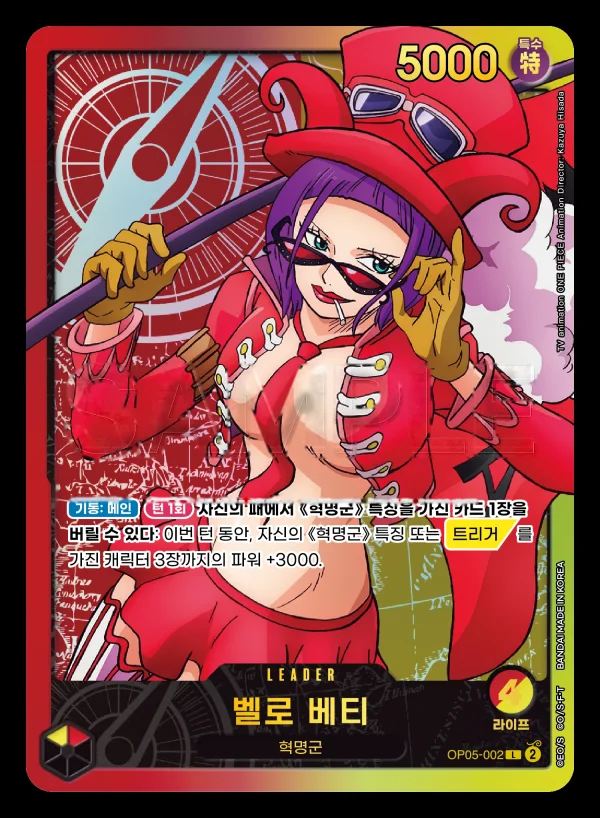 5000
특수
特
TV animation ONE PIECE Animation Director: Kazuya Hisada
SAMPLE
기동: 메인 턴 1회 자신의 패에서 《혁명군》 특징을 가진 카드 1장을
버릴 수 있다: 이번 턴 동안, 자신의 《혁명군》 특징 또는 트리거 를
가진 캐릭터 3장까지의 파워 +3000.
LEADER
벨로 베티
혁명군
4
라이프
OP05-002 L 2
©EO/S ©O/S·F·T BANDAI MADE IN KOREA